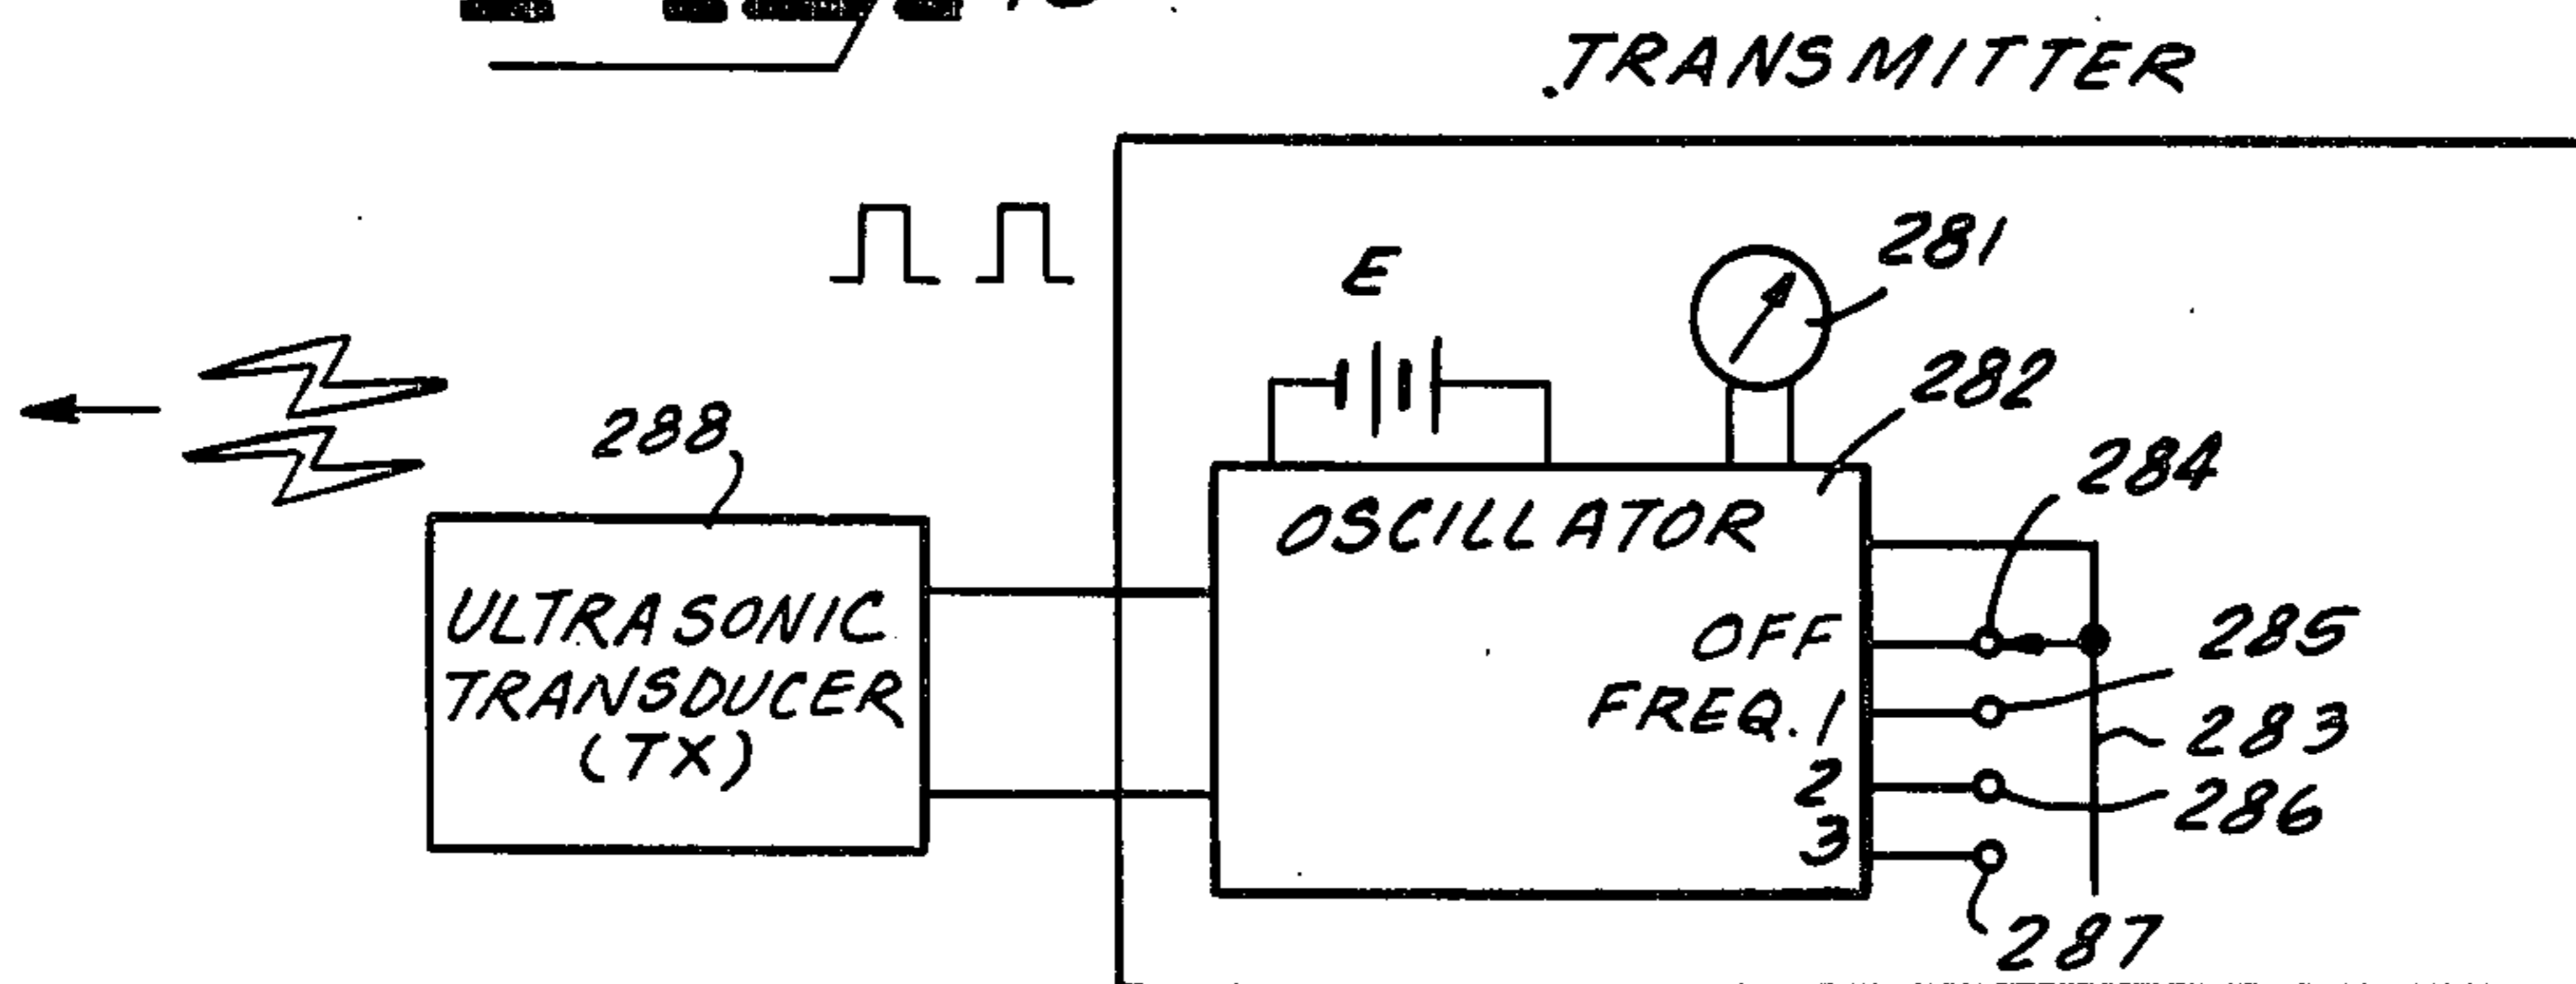 TRANSMITTER
E
281
282
288
284
OSCILLATOR
OFF
285
FREQ. 1
283
2
286
3
287
ULTRASONIC
TRANSDUCER
(TX)